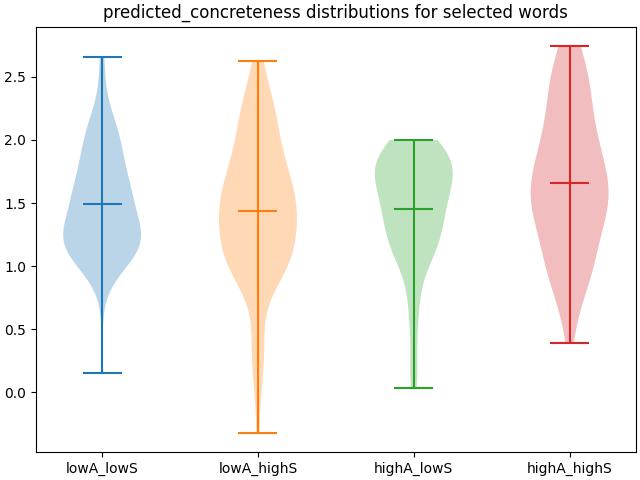 predicted_concreteness distributions for selected words
2.5
2.0
1.5
1.0
0.5
0.0
lowA_lowS
lowA_highS
highA_lowS
highA_highS